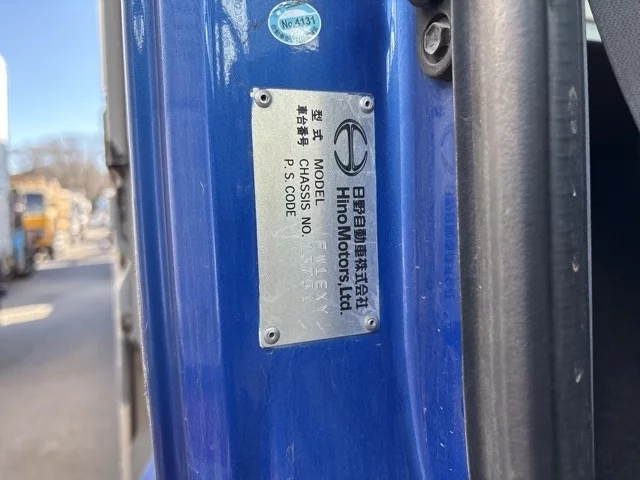 No.4131
日野自動車株式会社
Hino Motors, Ltd.
型式 MODEL FW1EXY
車台番号 CHASSIS NO.
P. S. CODE